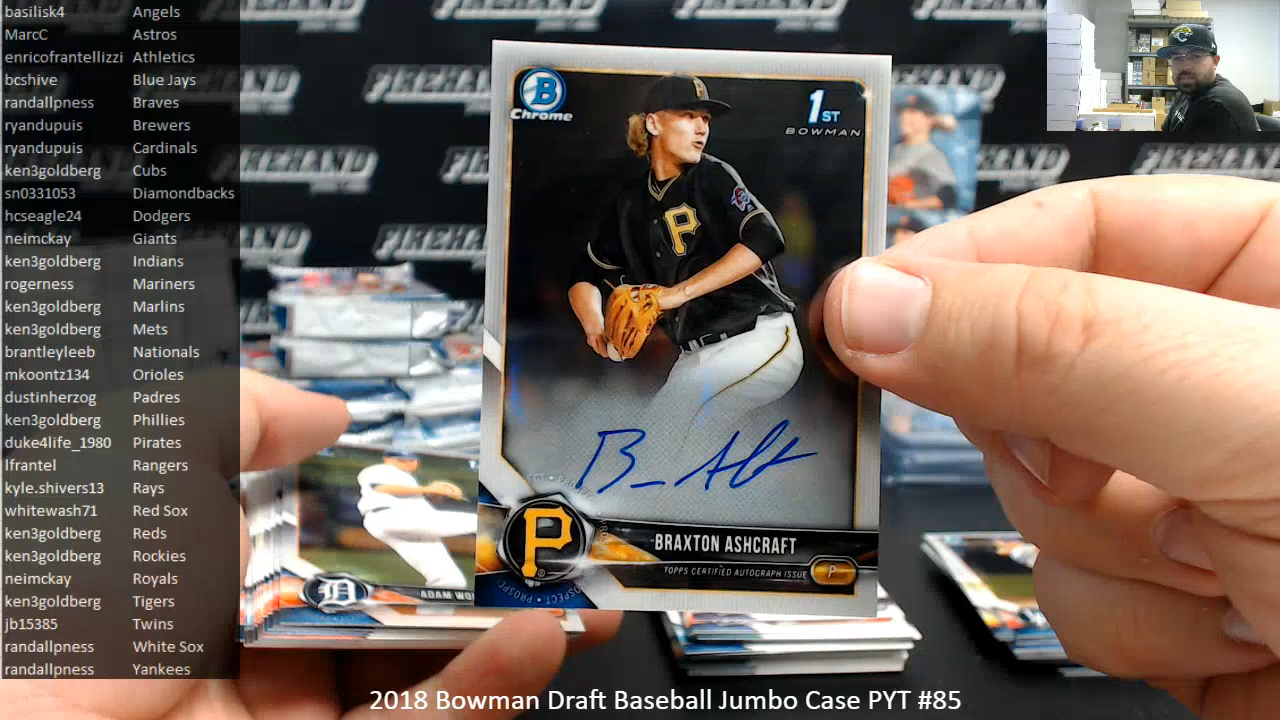 basilisk4 Angels
MarcC Astros
enricofrantellizzi Athletics
bcshive Blue Jays
randallpness Braves
ryandupuis Brewers
ryandupuis Cardinals
ken3goldberg Cubs
sn0331053 Diamondbacks
hcseagle24 Dodgers
neimckay Giants
ken3goldberg Indians
rogerness Mariners
ken3goldberg Marlins
ken3goldberg Mets
brantleyleeb Nationals
mkoontz134 Orioles
dustinherzog Padres
ken3goldberg Phillies
duke4life_1980 Pirates
lfrantel Rangers
kyle.shivers13 Rays
whitewash71 Red Sox
ken3goldberg Reds
ken3goldberg Rockies
neimckay Royals
ken3goldberg Tigers
jb15385 Twins
randallpness White Sox
randallpness Yankees
FIREHAND
B
Chrome
1ST
BOWMAN
P
P
P
BRAXTON ASHCRAFT
TOPPS CERTIFIED AUTOGRAPH ISSUE
P
D
ADAM
2018 Bowman Draft Baseball Jumbo Case PYT #85